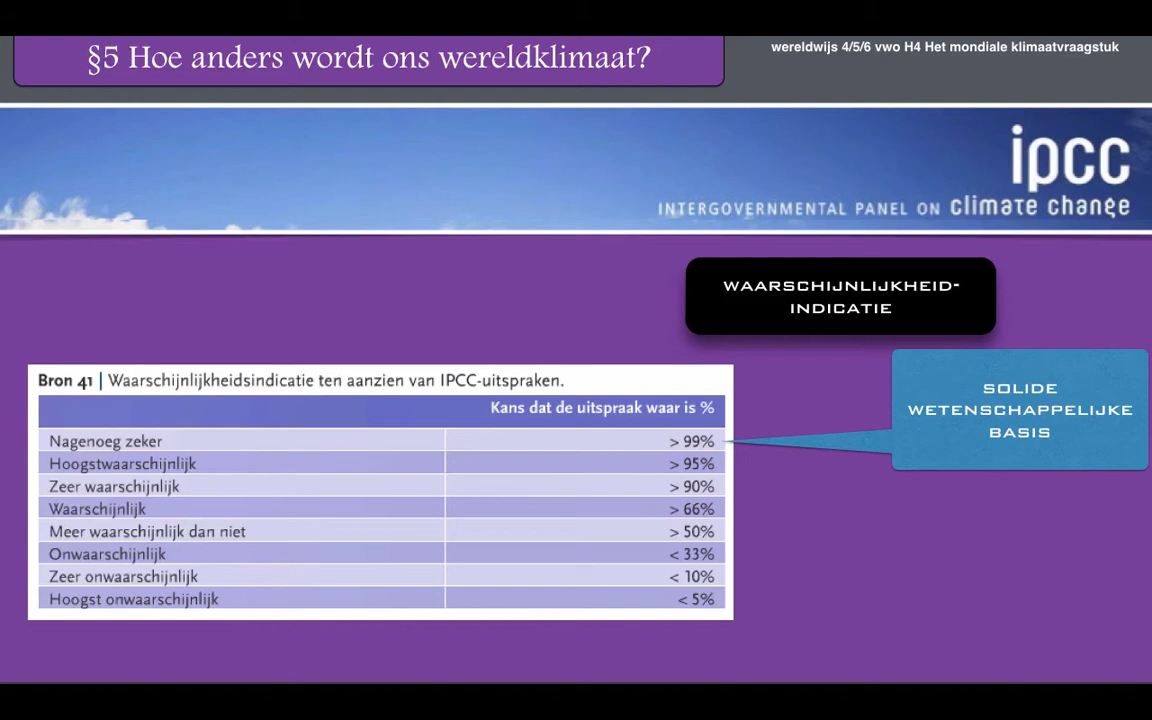 §5 Hoe anders wordt ons wereldklimaat?
wereldwijs 4/5/6 vwo H4 Het mondiale klimaatvraagstuk
ipcc
INTERGOVERNMENTAL PANEL ON climate change
WAARSCHIJNLIJKHEID-
INDICATIE
Bron 41 | Waarschijnlijkheidsindicatie ten aanzien van IPCC-uitspraken.
Kans dat de uitspraak waar is %
Nagenoeg zeker > 99%
Hoogstwaarschijnlijk > 95%
Zeer waarschijnlijk > 90%
Waarschijnlijk > 66%
Meer waarschijnlijk dan niet > 50%
Onwaarschijnlijk < 33%
Zeer onwaarschijnlijk < 10%
Hoogst onwaarschijnlijk < 5%
SOLIDE
WETENSCHAPPELIJKE
BASIS